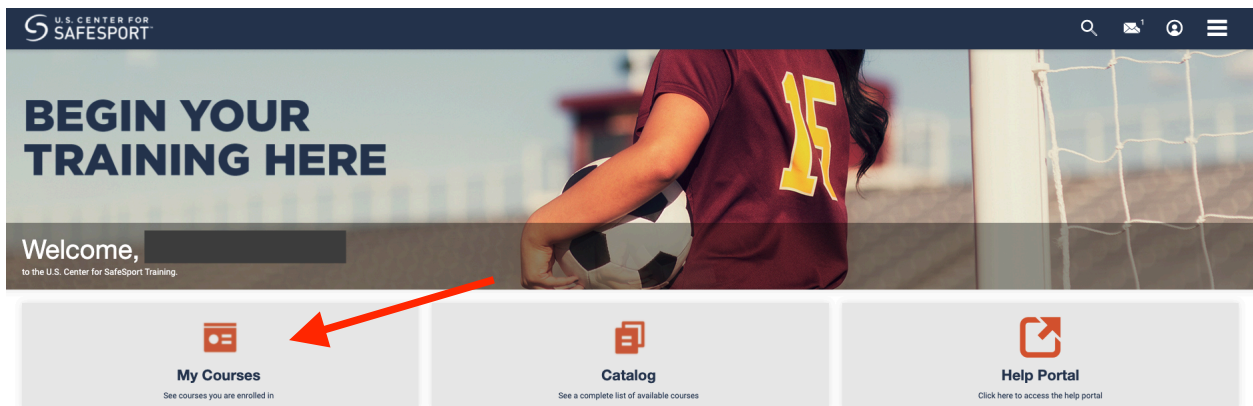 U.S. CENTER FOR
SAFESPORT
1
BEGIN YOUR
TRAINING HERE
15
Welcome,
to the U.S. Center for SafeSport Training.
My Courses
See courses you are enrolled in
Catalog
See a complete list of available courses
Help Portal
Click here to access the help portal